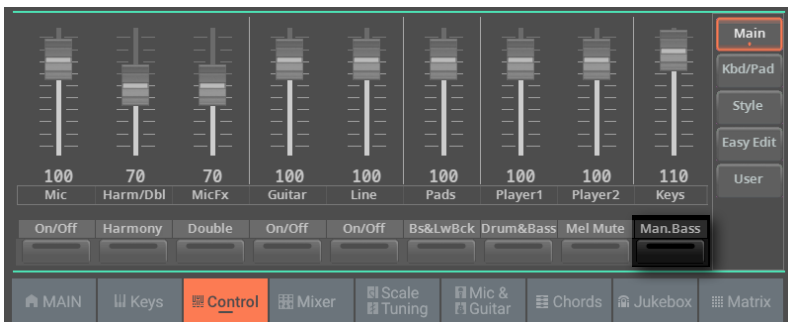 Main
Kbd/Pad
Style
Easy Edit
User
100 70 70 100 100 100 100 100 110
Mic Harm/Dbl MicFx Guitar Line Pads Player1 Player2 Keys
On/Off Harmony Double On/Off On/Off Bs&LwBck Drum&Bass Mel Mute Man.Bass
MAIN Keys Control Mixer Scale Tuning Mic & Guitar Chords Jukebox Matrix